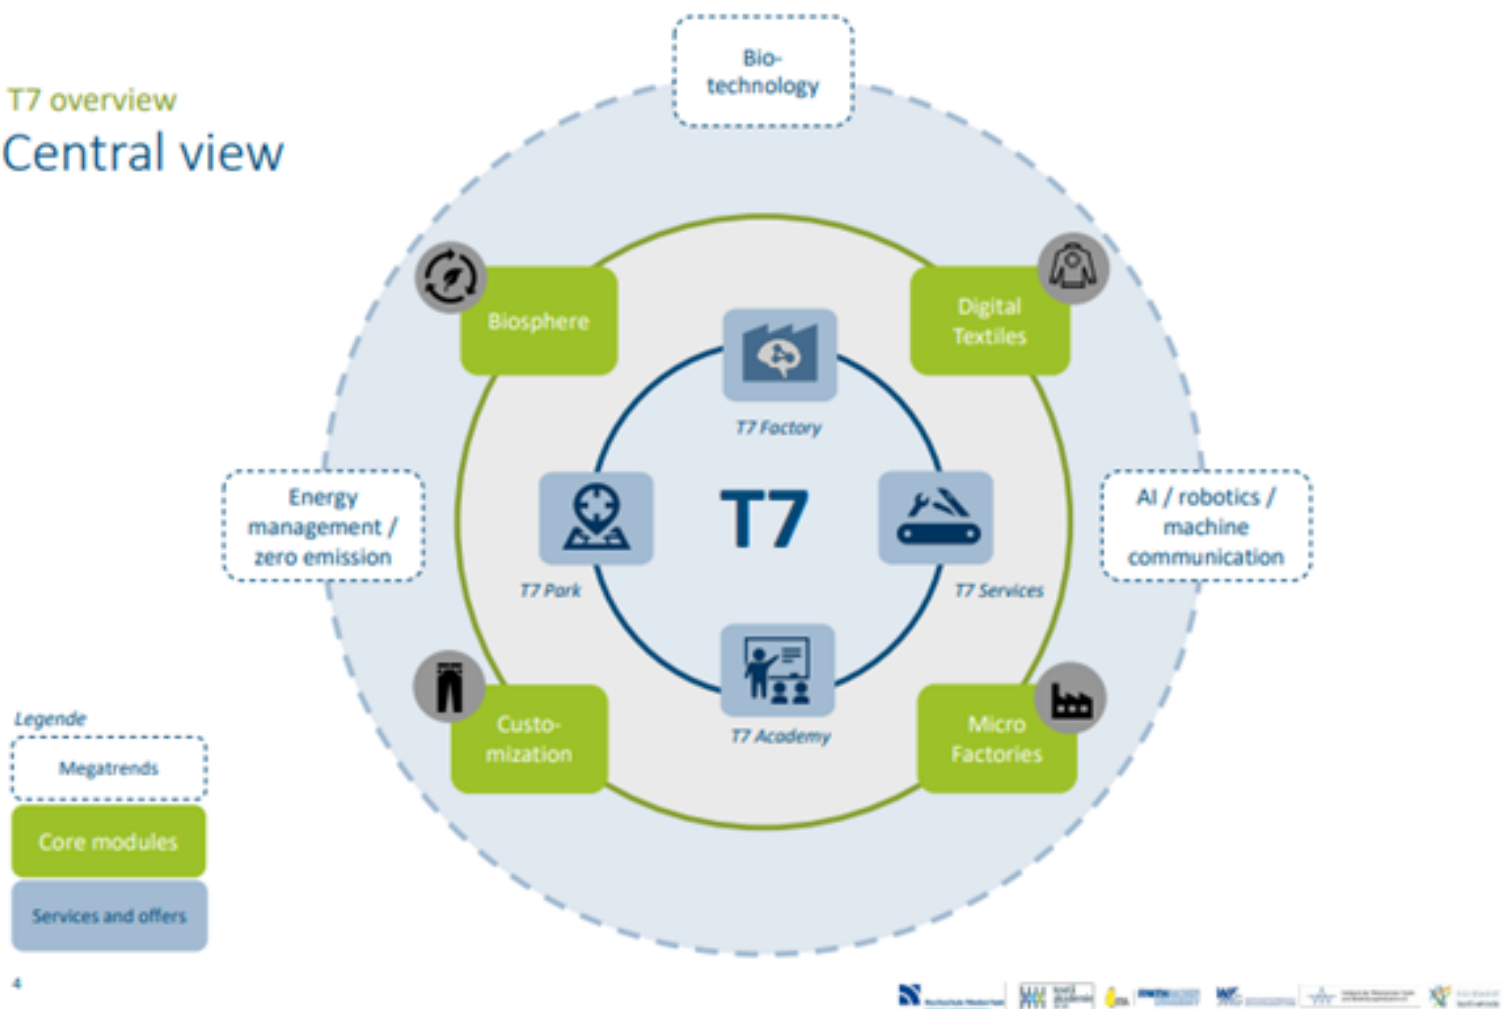 T7 overview
Central view
Bio-
technology
Biosphere
Digital
Textiles
T7 Factory
Energy
management /
zero emission
T7
AI / robotics /
machine
communication
T7 Park
T7 Services
Custo-
mization
T7 Academy
Micro
Factories
Legende
Megatrends
Core modules
Services and offers
4